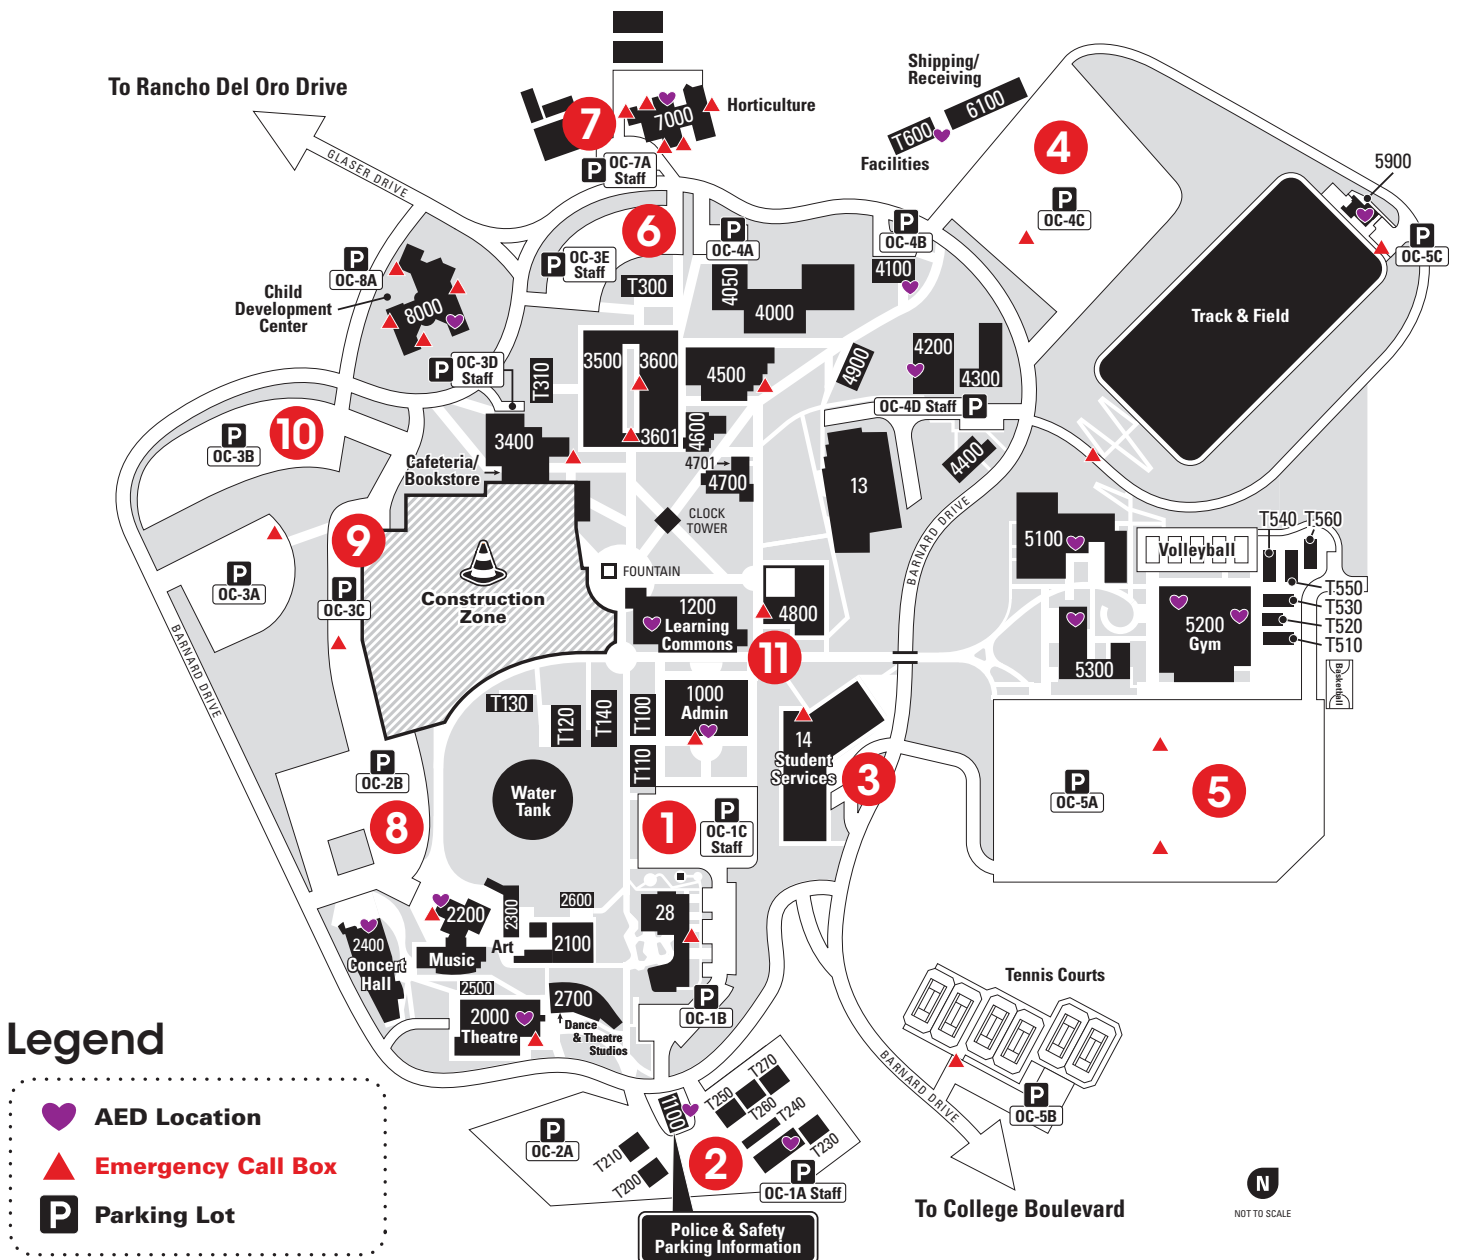 To Rancho Del Oro Drive
GLASER DRIVE
7
7000
Horticulture
OC-7A
Staff
Shipping/
Receiving
6100
T600
Facilities
4
P
OC-4C
5900
P
OC-5C
Track & Field
P
OC-8A
Child
Development
Center
8000
6
P
OC-3E
Staff
T300
P
OC-4A
P
OC-4B
4050
4000
4100
P
OC-3D
Staff
T310
3500
3600
3601
4500
4900
4200
4300
OC-4D Staff
P
10
P
OC-3B
3400
Cafeteria/
Bookstore
4600
4701
4700
CLOCK
TOWER
13
4400
BARNARD DRIVE
9
P
OC-3A
P
OC-3C
Construction
Zone
FOUNTAIN
1200
Learning
Commons
4800
11
5100
Volleyball
T540
T560
T550
T530
T520
T510
5200
Gym
5300
Basketball
BARNARD DRIVE
T130
T120
T140
T100
T110
1000
Admin
14
Student
Services
3
P
OC-2B
8
Water
Tank
1
P
OC-1C
Staff
P
OC-5A
5
2200
Music
2300
Art
2600
2100
28
2400
Concert
Hall
2500
2000
Theatre
2700
Dance
& Theatre
Studios
P
OC-1B
Tennis Courts
BARNARD DRIVE
P
OC-5B
P
OC-2A
1100
T210
T200
2
T250
T270
T260
T240
T230
P
OC-1A Staff
Police & Safety
Parking Information
To College Boulevard
N
NOT TO SCALE
Legend
AED Location
Emergency Call Box
P
Parking Lot
P